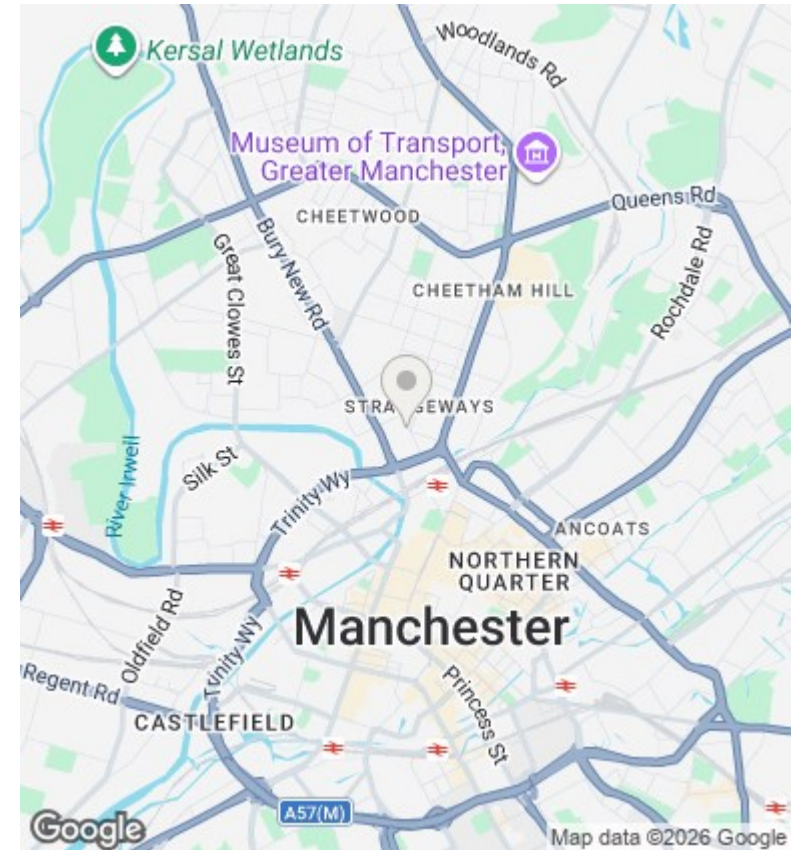 Kersal Wetlands
Woodlands Rd
Museum of Transport,
Greater Manchester
Queens Rd
CHEETWOOD
Great Clowes St
Bury New Rd
CHEETHAM HILL
Rochdale Rd
STRANGEWAYS
River Irwell
Silk St
Trinity Wy
ANCOATS
NORTHERN
QUARTER
Oldfield Rd
Manchester
Trinity Wy
Regent Rd
Princess St
CASTLEFIELD
A57(M)
Google
Map data ©2026 Google